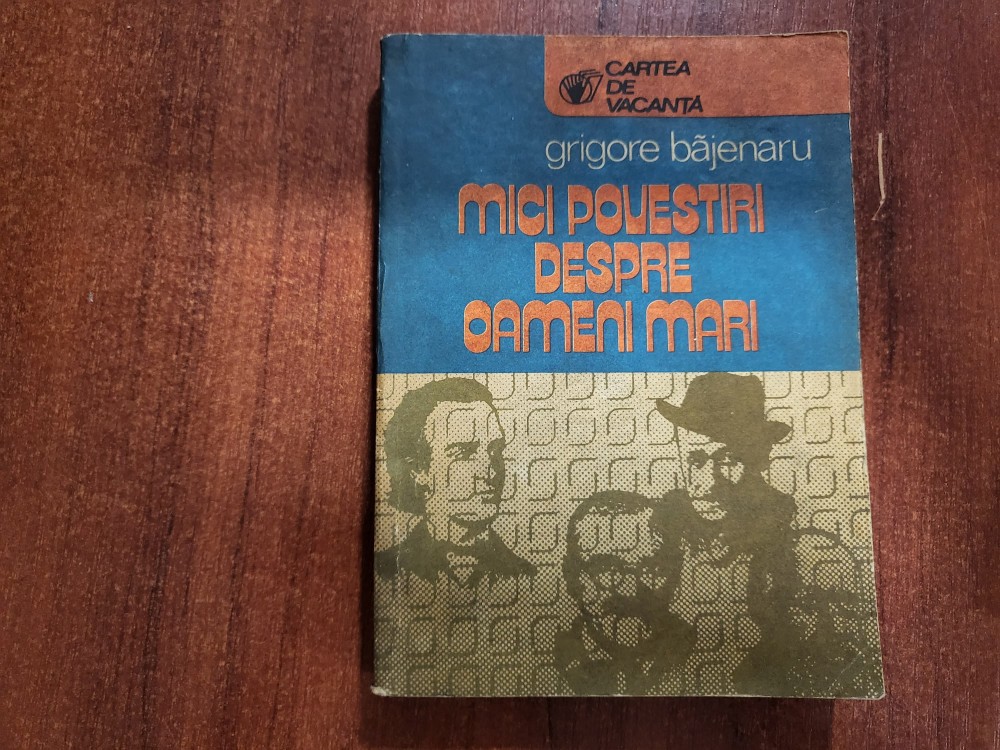 CARTEA
DE
VACANȚĂ
grigore băjenaru
MICI POVESTIRI
DESPRE
OAMENI MARI